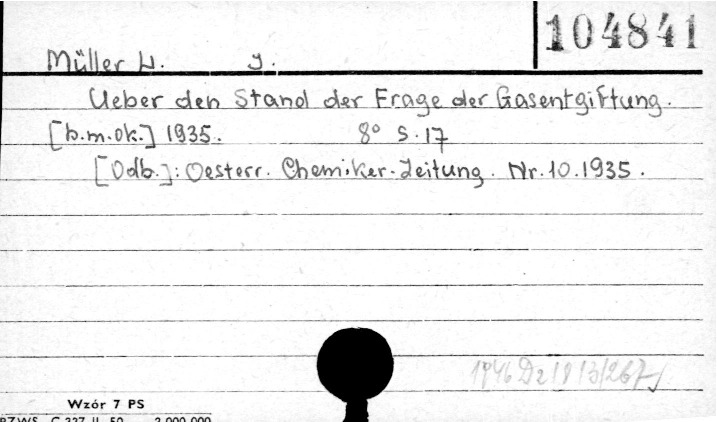 104841
Müller W. J.
Ueber den Stand der Frage der Gasentgiftung.
[b.m.ok.] 1935. 8° S. 17
[Odb.]: Oesterr. Chemiker-Zeitung. Nr. 10. 1935.
Wzór 7 PS